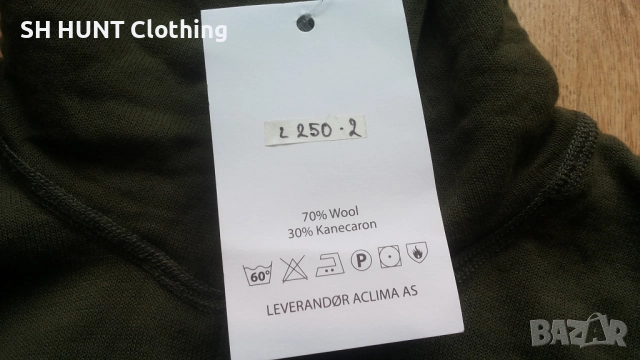 SH HUNT Clothing
L 250.2
70% Wool
30% Kanecaron
60°
P
LEVERANDØR ACLIMA AS
BAZAR